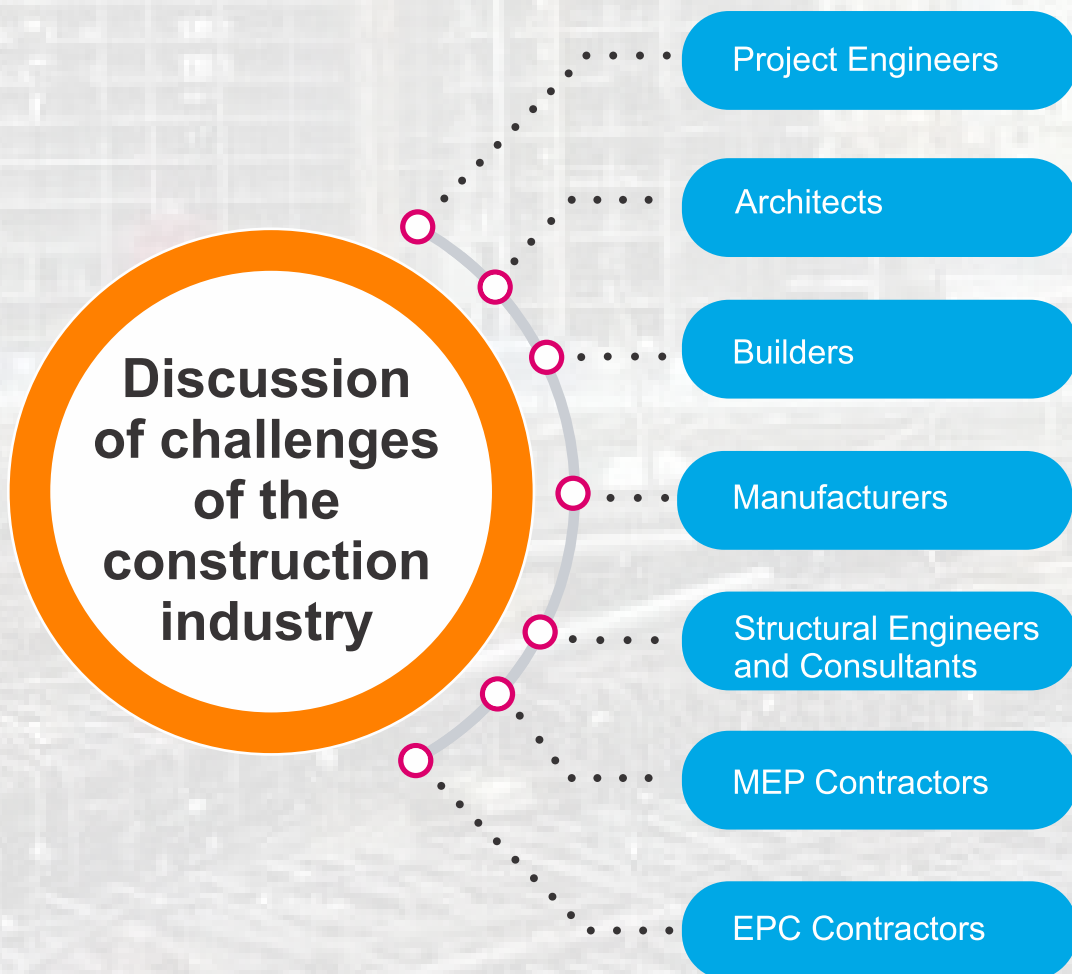 Discussion
of challenges
of the
construction
industry
Project Engineers
Architects
Builders
Manufacturers
Structural Engineers
and Consultants
MEP Contractors
EPC Contractors